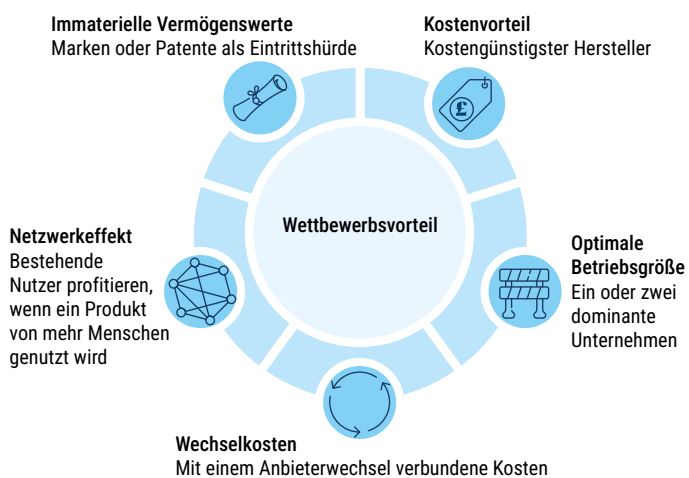 Immaterielle Vermögenswerte
Marken oder Patente als Eintrittshürde
Kostenvorteil
Kostengünstigster Hersteller
£
Wettbewerbsvorteil
Netzwerkeffekt
Bestehende
Nutzer profitieren,
wenn ein Produkt
von mehr Menschen
genutzt wird
Optimale
Betriebsgröße
Ein oder zwei
dominante
Unternehmen
Wechselkosten
Mit einem Anbieterwechsel verbundene Kosten